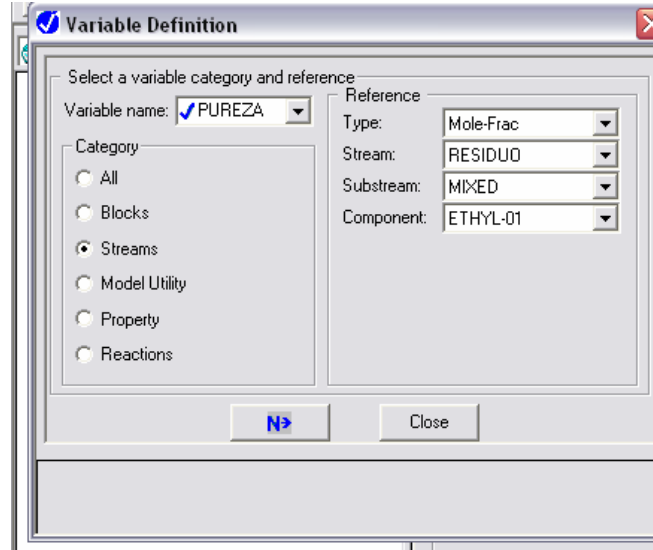 Variable Definition
Select a variable category and reference
Variable name: PUREZA
Category
All
Blocks
Streams
Model Utility
Property
Reactions
Reference
Type: Mole-Frac
Stream: RESIDUO
Substream: MIXED
Component: ETHYL-01
N
Close